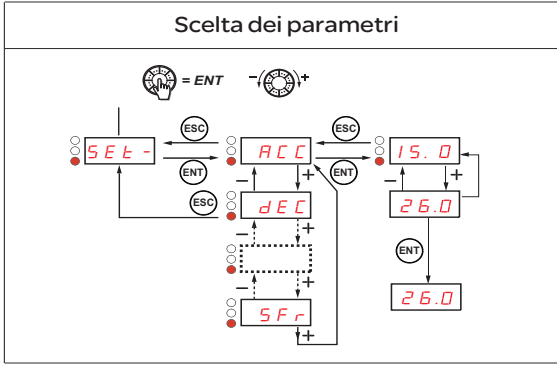 Scelta dei parametri
= ENT
- +
ESC ESC
SEt - ACC 15.0
ENT ENT
- + - +
ESC
dEC 26.0
- +
ENT
- +
SFr 26.0
+